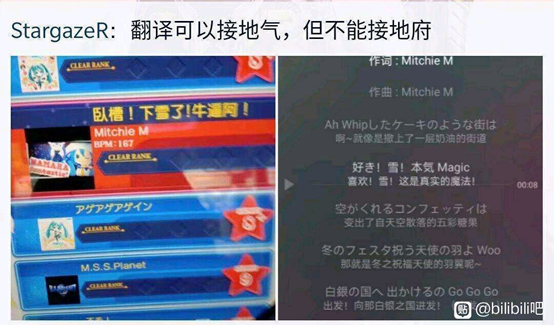 StargazeR：翻译可以接地气，但不能接地府
CLEAR RANK
卧槽！下雪了!牛逼阿！
Mitchie M
BPM:167
CLEAR RANK
アゲアゲアゲイン
CLEAR RANK
M.S.S.Planet
CLEAR RANK
作词 : Mitchie M
作曲 : Mitchie M
Ah Whipしたケーキのような街は
啊~就像是撒上了一层奶油的街道
好き！雪！本気 Magic
喜欢！雪！这是真实的魔法！
00:08
空がくれるコンフェッティは
变出了自天空散落的五彩糖果
冬のフェスタ祝う天使の羽よ Woo
那就是冬之祝福天使的羽翼呢~
白銀の国へ 出かけるの Go Go Go
出发！向那白银之国进发！
贴 @bilibili吧